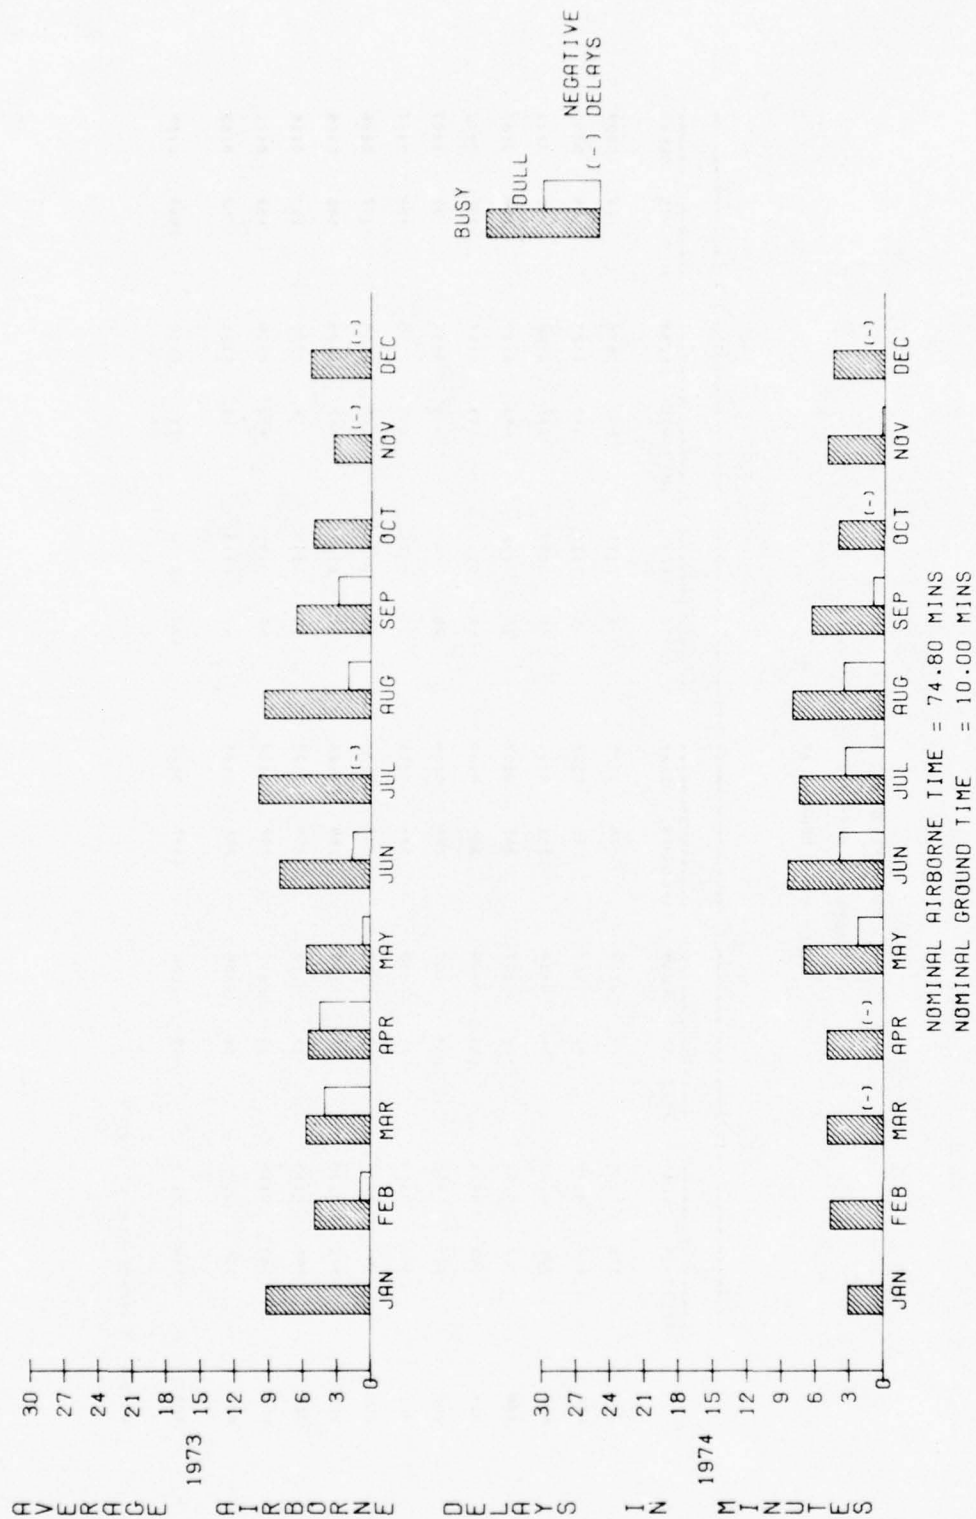 AVERAGE AIRBORNE DELAYS IN MINUTES
1973
30
27
24
21
18
15
12
9
6
3
0
JAN FEB MAR APR MAY JUN JUL AUG SEP OCT NOV DEC
(-) (-) (-)
BUSY
DULL
(-) NEGATIVE
DELAYS
1974
30
27
24
21
18
15
12
9
6
3
0
JAN FEB MAR APR MAY JUN JUL AUG SEP OCT NOV DEC
(-) (-) (-) (-)
NOMINAL AIRBORNE TIME = 74.80 MINS
NOMINAL GROUND TIME = 10.00 MINS